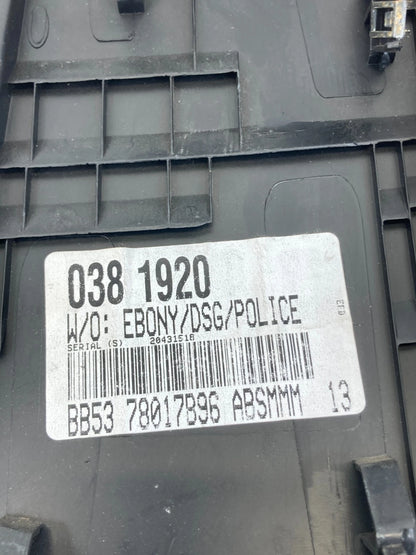 038 1920
W/O: EBONY/DSG/POLICE
SERIAL (S) 20431516
BB53 78017B96 ABSMMM 13